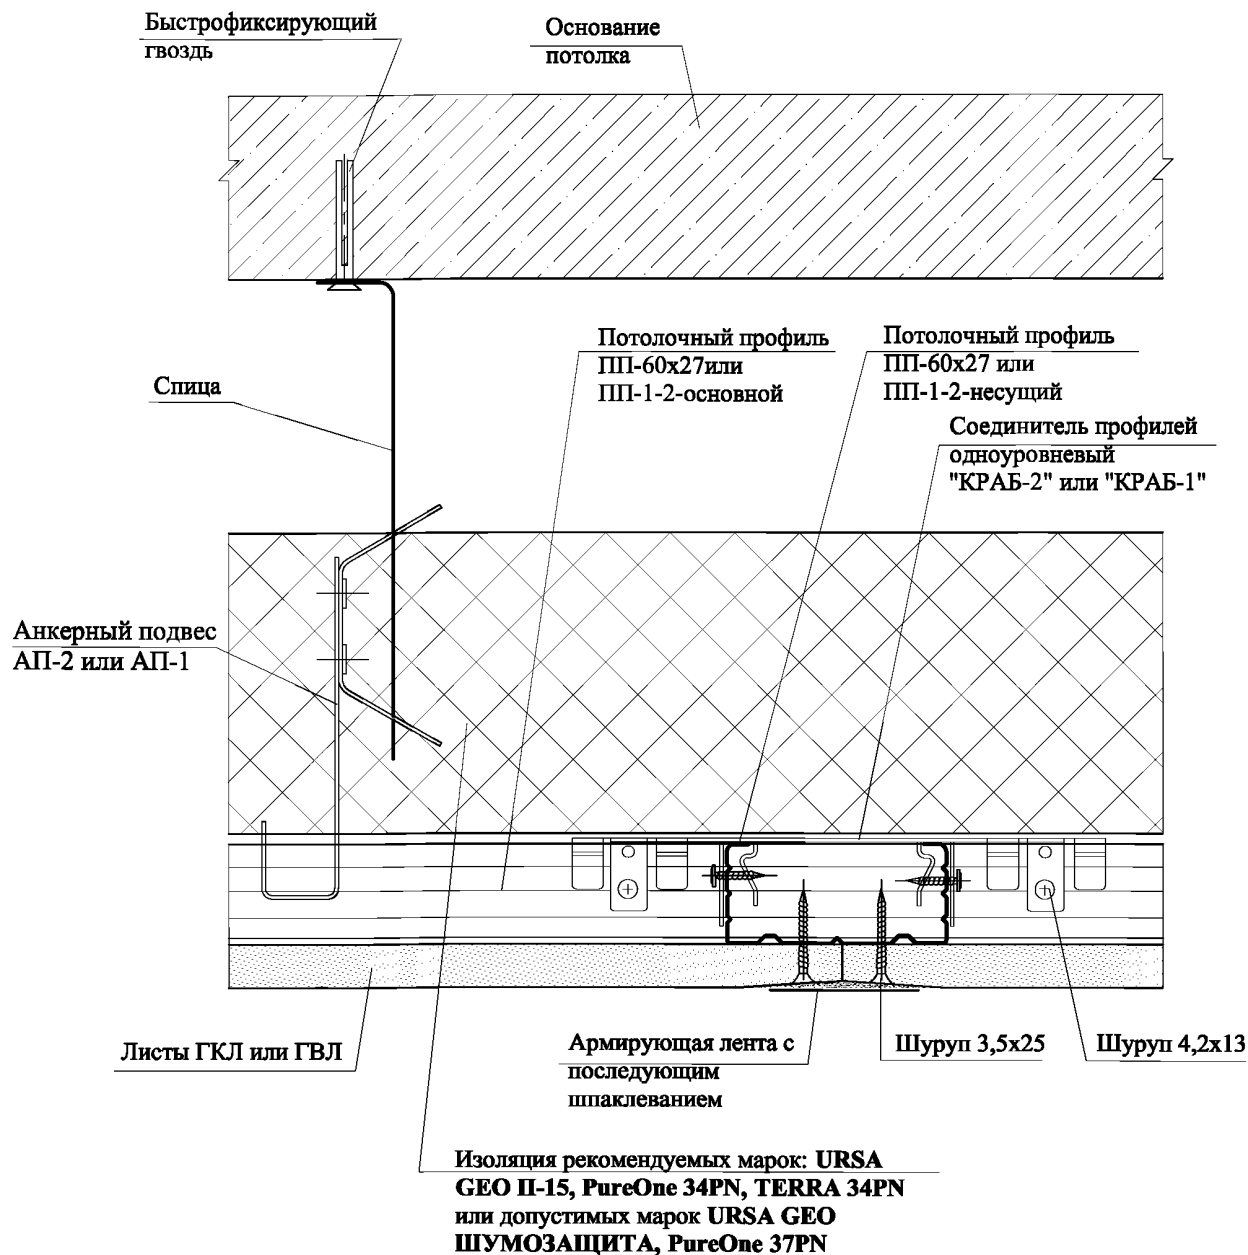 Быстрофиксирующий
гвоздь
Основание
потолка
Потолочный профиль
ПП-60х27или
ПП-1-2-основной
Потолочный профиль
ПП-60х27 или
ПП-1-2-несущий
Спица
Соединитель профилей
одноуровневый
"КРАБ-2" или "КРАБ-1"
Анкерный подвес
АП-2 или АП-1
Листы ГКЛ или ГВЛ
Армирующая лента с
последующим
шпаклеванием
Шуруп 3,5х25
Шуруп 4,2х13
Изоляция рекомендуемых марок: URSA
GEO П-15, PureOne 34PN, TERRA 34PN
или допустимых марок URSA GEO
ШУМОЗАЩИТА, PureOne 37PN